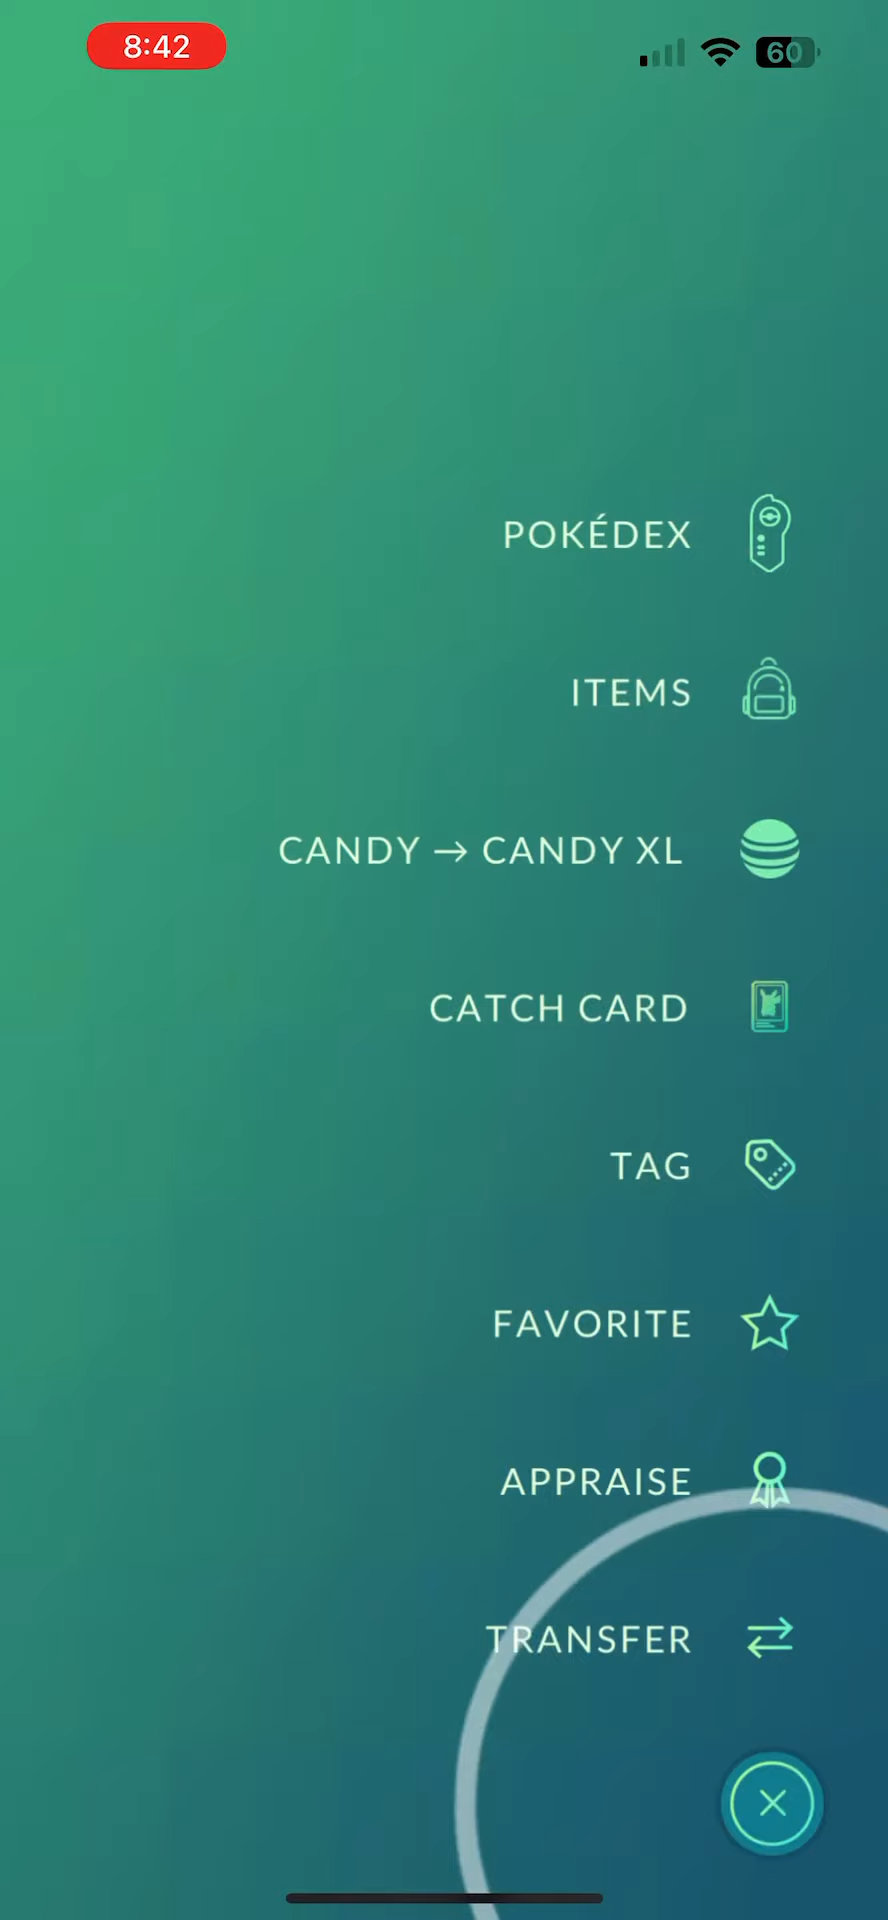 8:42
60
POKÉDEX
ITEMS
CANDY → CANDY XL
CATCH CARD
TAG
FAVORITE
APPRAISE
TRANSFER